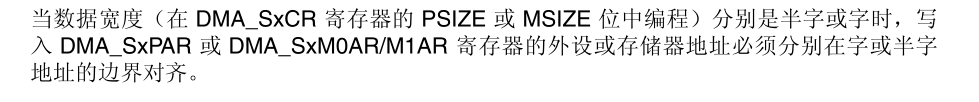 当数据宽度（在 DMA_SxCR 寄存器的 PSIZE 或 MSIZE 位中编程）分别是半字或字时，写
入 DMA_SxPAR 或 DMA_SxM0AR/M1AR 寄存器的外设或存储器地址必须分别在字或半字
地址的边界对齐。